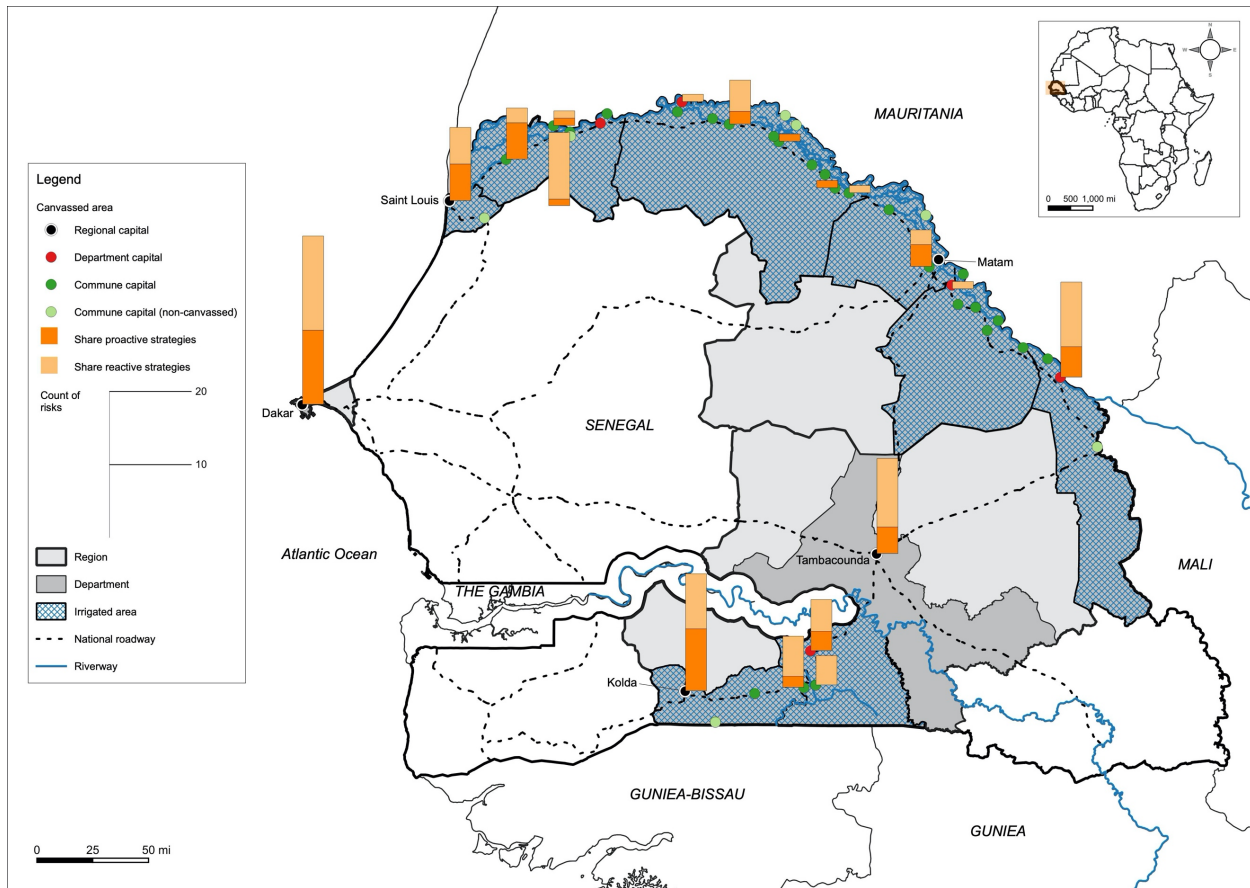 N
W
E
S
0 500 1,000 mi
MAURITANIA
Legend
Canvassed area
Regional capital
Department capital
Commune capital
Commune capital (non-canvassed)
Share proactive strategies
Share reactive strategies
Count of
risks
20
10
Region
Department
Irrigated area
National roadway
Riverway
Saint Louis
Matam
Dakar
SENEGAL
Atlantic Ocean
Tambacounda
MALI
THE GAMBIA
Kolda
GUNIEA-BISSAU
GUNIEA
0 25 50 mi